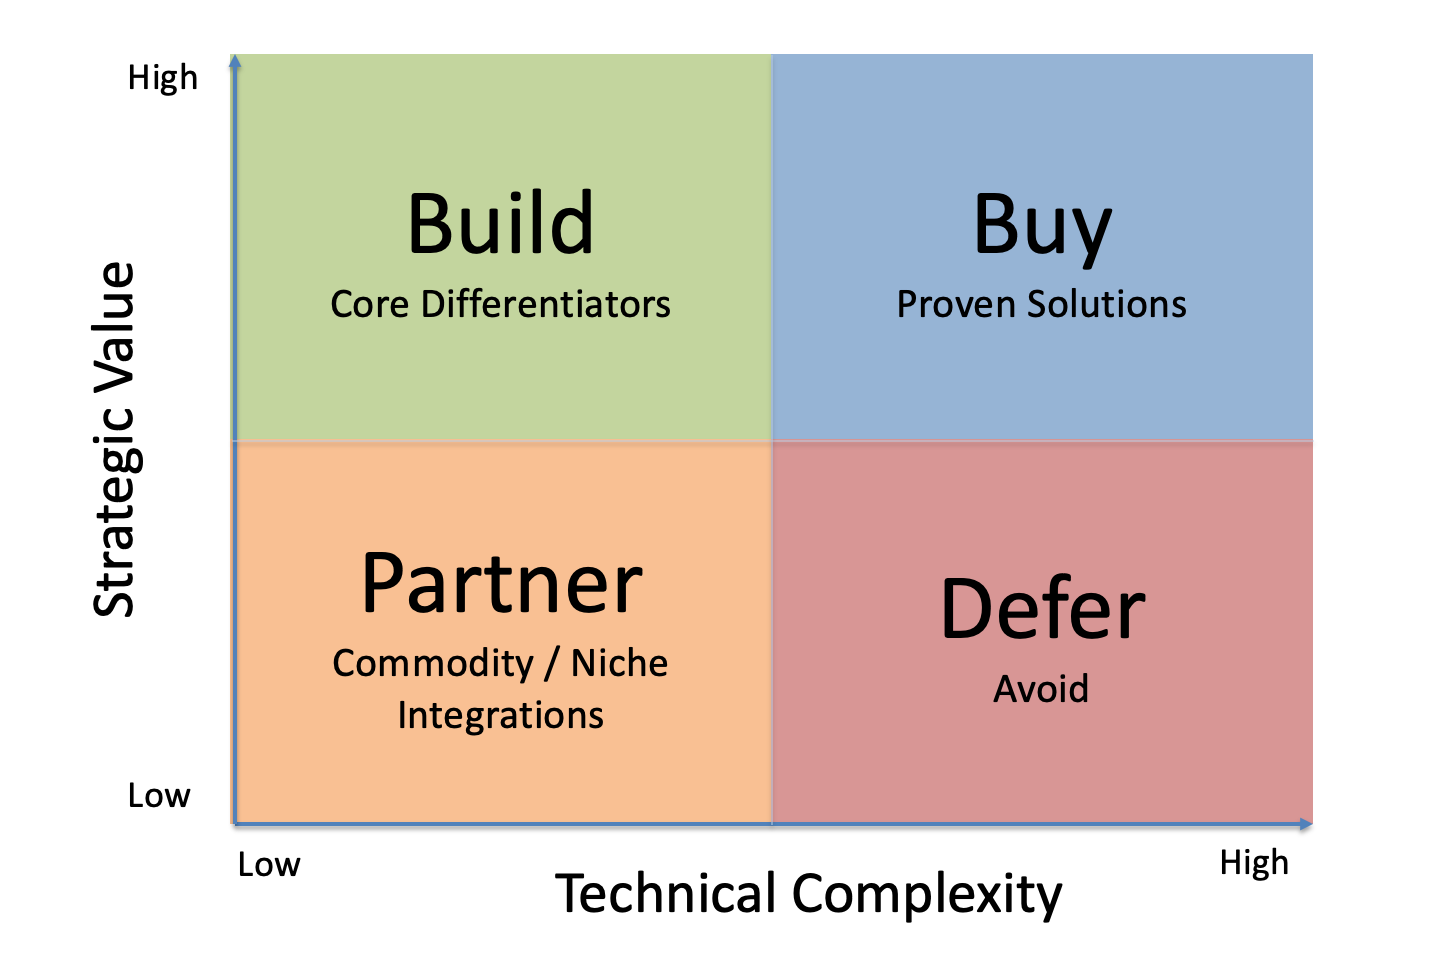 High
Build
Core Differentiators
Buy
Proven Solutions
Strategic Value
Partner
Commodity / Niche
Integrations
Defer
Avoid
Low
Low
High
Technical Complexity